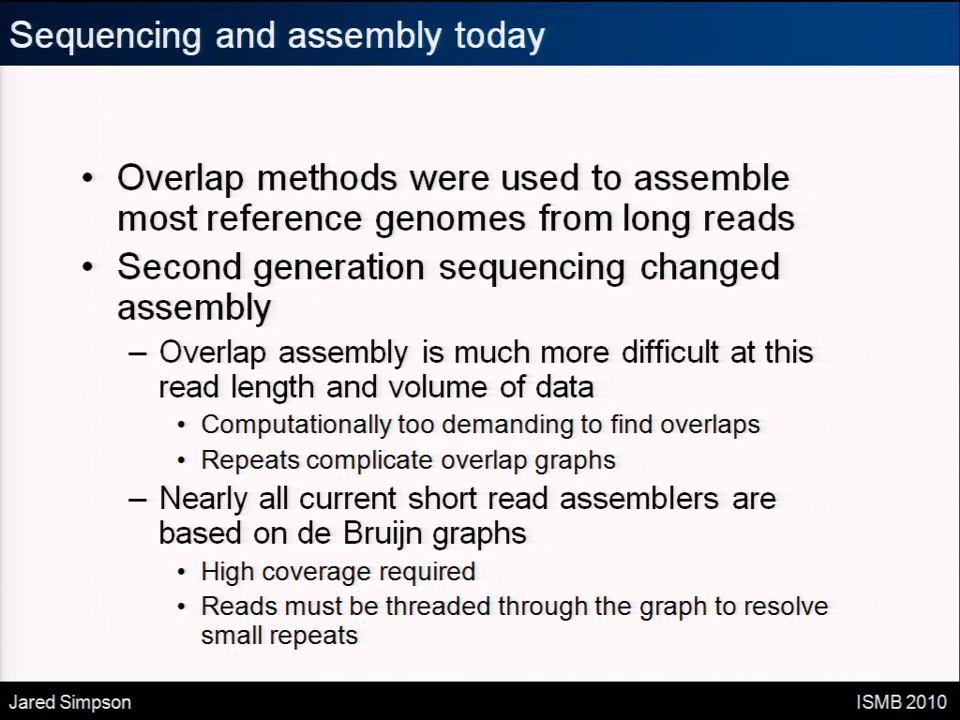 Sequencing and assembly today
• Overlap methods were used to assemble
most reference genomes from long reads
• Second generation sequencing changed
assembly
– Overlap assembly is much more difficult at this
read length and volume of data
• Computationally too demanding to find overlaps
• Repeats complicate overlap graphs
– Nearly all current short read assemblers are
based on de Bruijn graphs
• High coverage required
• Reads must be threaded through the graph to resolve
small repeats
Jared Simpson
ISMB 2010